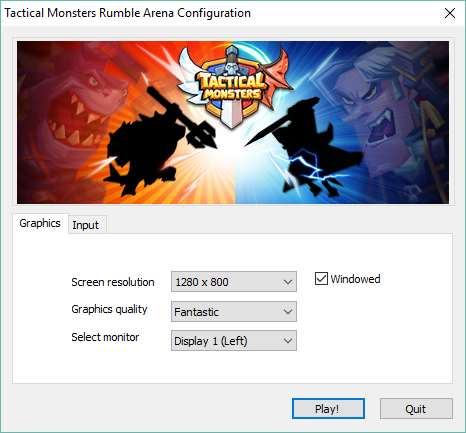 Tactical Monsters Rumble Arena Configuration
TACTICAL
MONSTERS
Graphics
Input
Screen resolution
1280 x 800
Windowed
Graphics quality
Fantastic
Select monitor
Display 1 (Left)
Play!
Quit